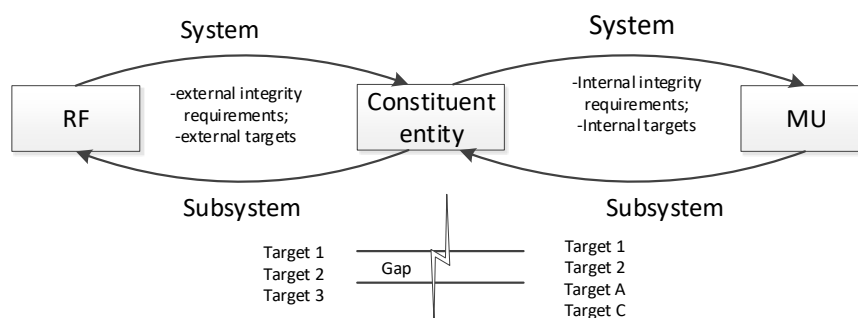 System
System
RF
-external integrity
requirements;
-external targets
Constituent
entity
-Internal integrity
requirements;
-Internal targets
MU
Subsystem
Subsystem
Target 1
Target 2
Target 3
Gap
Target 1
Target 2
Target A
Target C